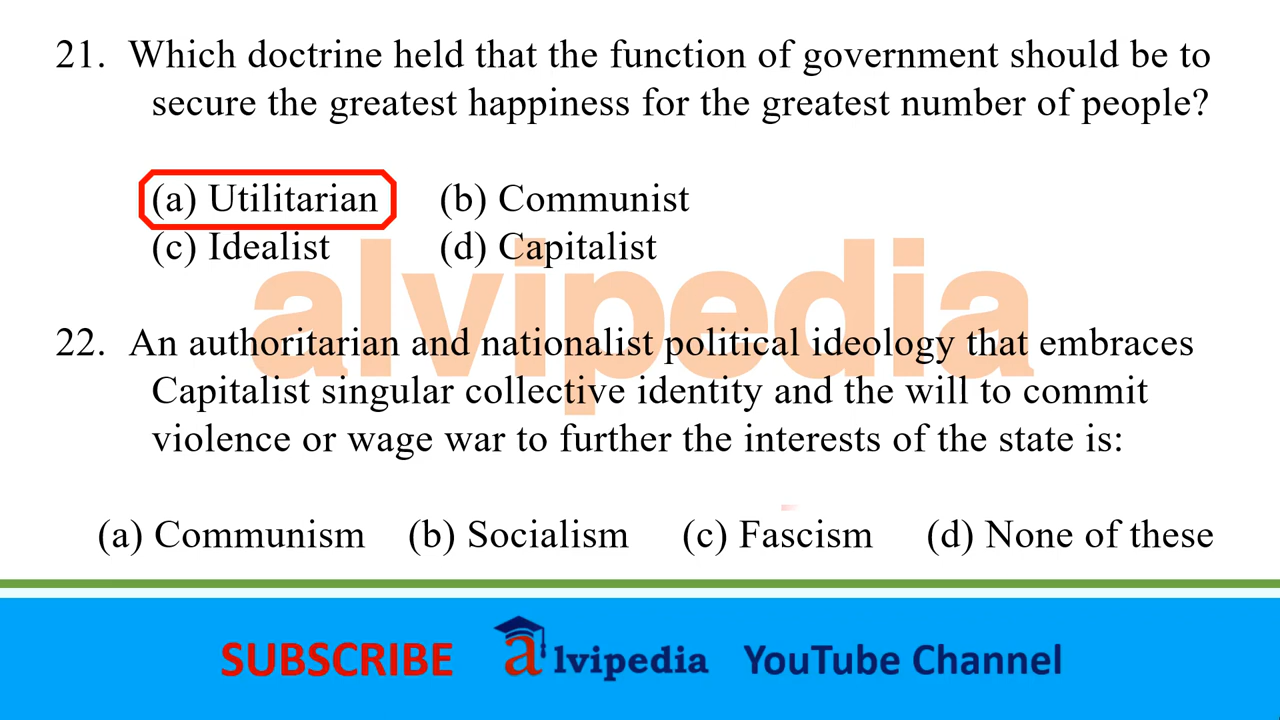 21. Which doctrine held that the function of government should be to
secure the greatest happiness for the greatest number of people?
(a) Utilitarian (b) Communist
(c) Idealist (d) Capitalist
alvipedia
22. An authoritarian and nationalist political ideology that embraces
Capitalist singular collective identity and the will to commit
violence or wage war to further the interests of the state is:
(a) Communism (b) Socialism (c) Fascism (d) None of these
SUBSCRIBE alvipedia YouTube Channel